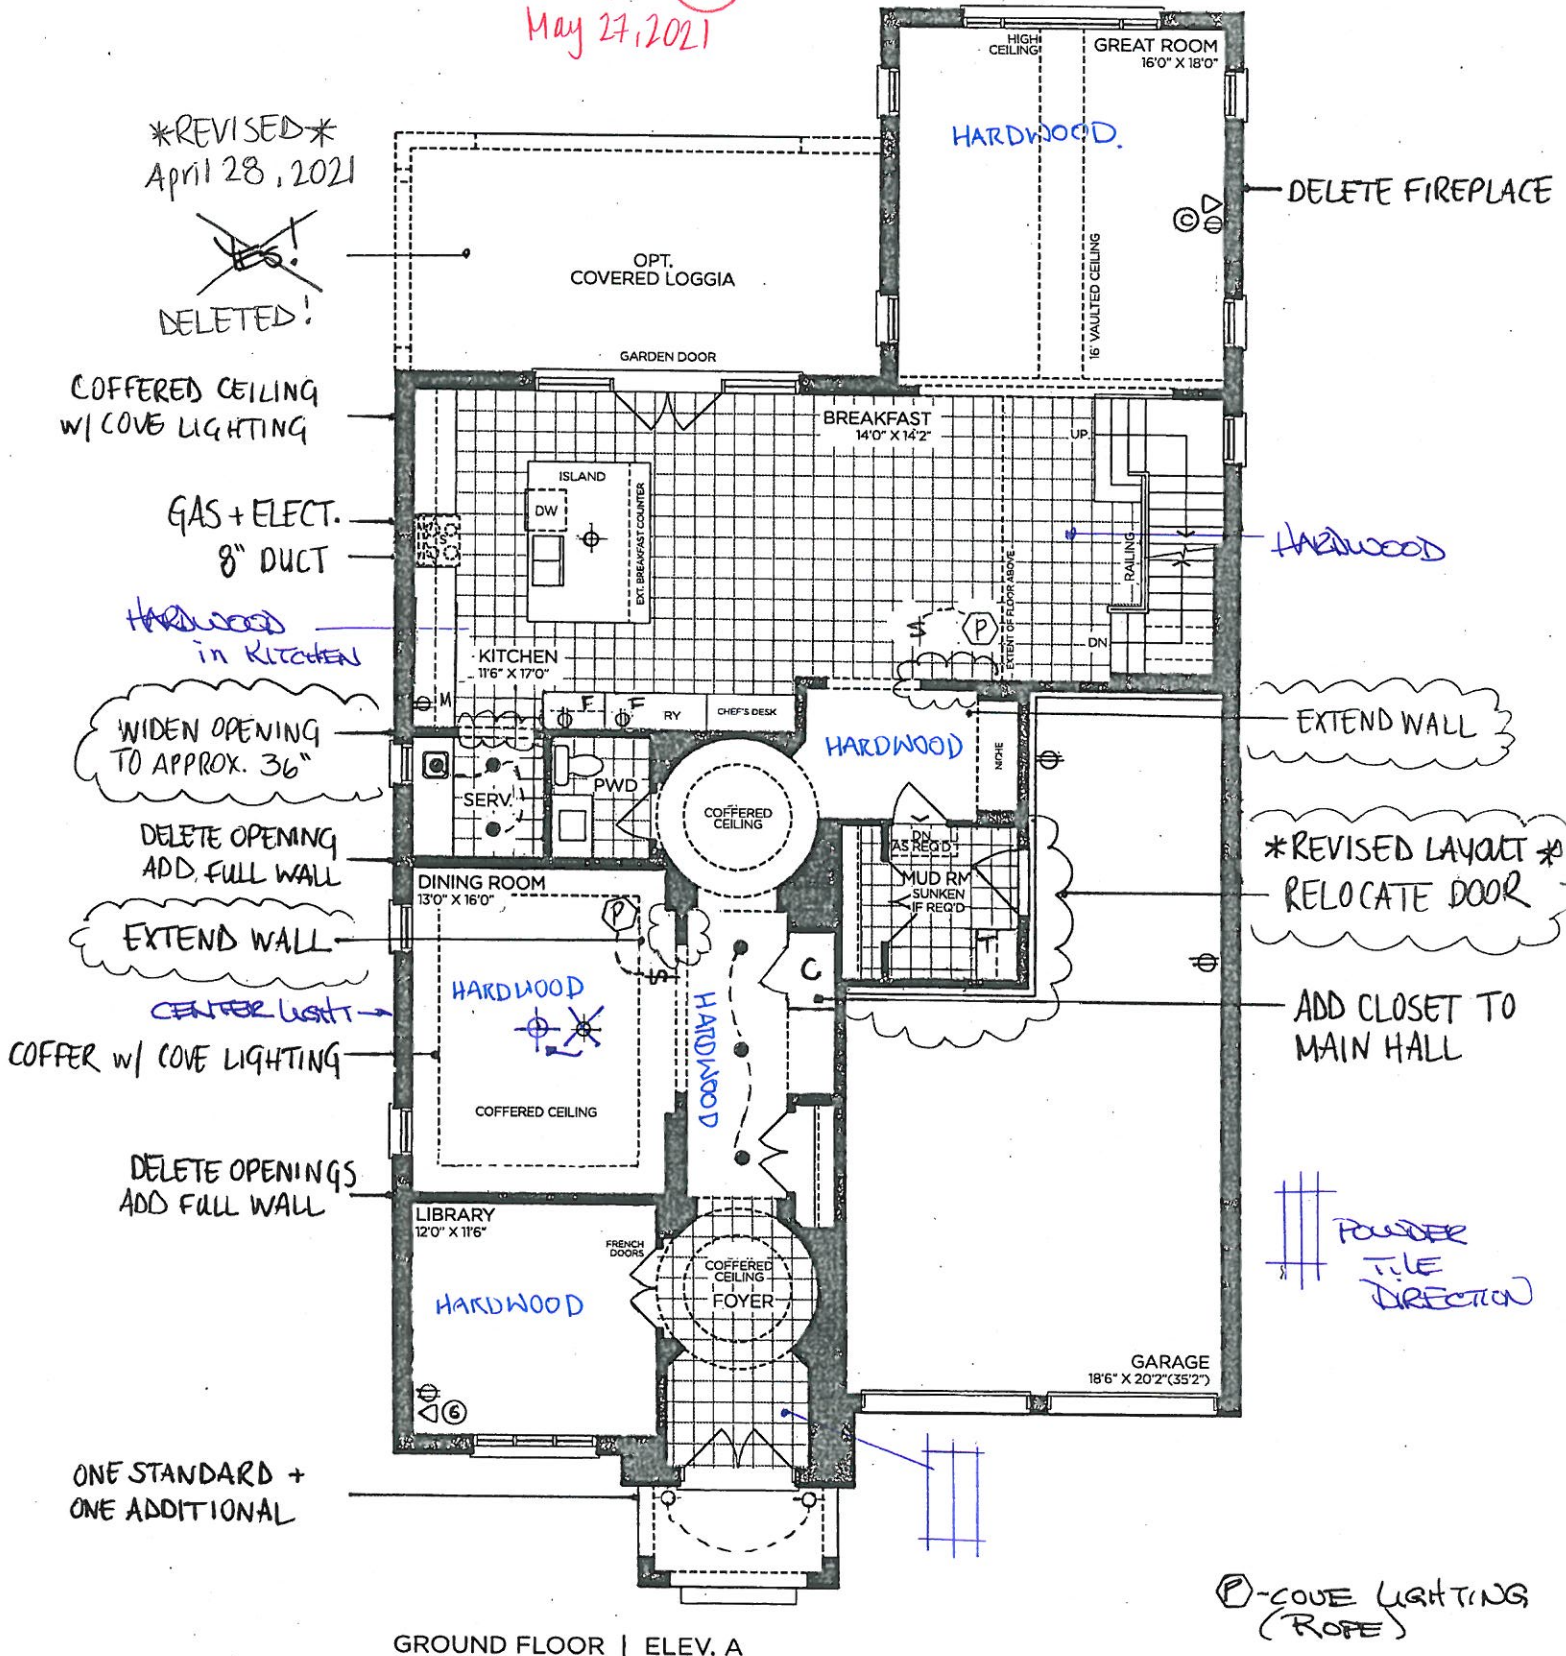 May 27, 2021
HIGH
CEILING
GREAT ROOM
16'0" X 18'0"
HARDWOOD.
16' VAULTED CEILING
C
DELETE FIREPLACE
*REVISED*
April 28, 2021
DELETED!
OPT.
COVERED LOGGIA
GARDEN DOOR
COFFERED CEILING
W/ COVE LIGHTING
BREAKFAST
14'0" X 14'2"
UP
ISLAND
DW
EXT. BREAKFAST COUNTER
GAS + ELECT.
8" DUCT
S
EXTENT OF FLOOR ABOVE
RAILING
HARDWOOD
HARDWOOD
in KITCHEN
S
P
DN
KITCHEN
11'6" X 17'0"
M
F
F
RY
CHEF'S DESK
WIDEN OPENING
TO APPROX. 36"
HARDWOOD
NICHE
EXTEND WALL
SERV.
PWD
COFFERED
CEILING
DELETE OPENING
ADD FULL WALL
DN
AS REQ'D
MUD RM
SUNKEN
IF REQ'D
T
*REVISED LAYOUT*
RELOCATE DOOR
DINING ROOM
13'0" X 16'0"
P
EXTEND WALL
S
C
HARDWOOD
CENTER LIGHT
HARDWOOD
ADD CLOSET TO
MAIN HALL
COFFER W/ COVE LIGHTING
COFFERED CEILING
DELETE OPENINGS
ADD FULL WALL
LIBRARY
12'0" X 11'6"
FRENCH
DOORS
HARDWOOD
COFFERED
CEILING
FOYER
POWDER
TILE
DIRECTION
GARAGE
18'6" X 20'2"(35'2")
6
ONE STANDARD +
ONE ADDITIONAL
P - COVE LIGHTING
(ROPE)
GROUND FLOOR | ELEV. A